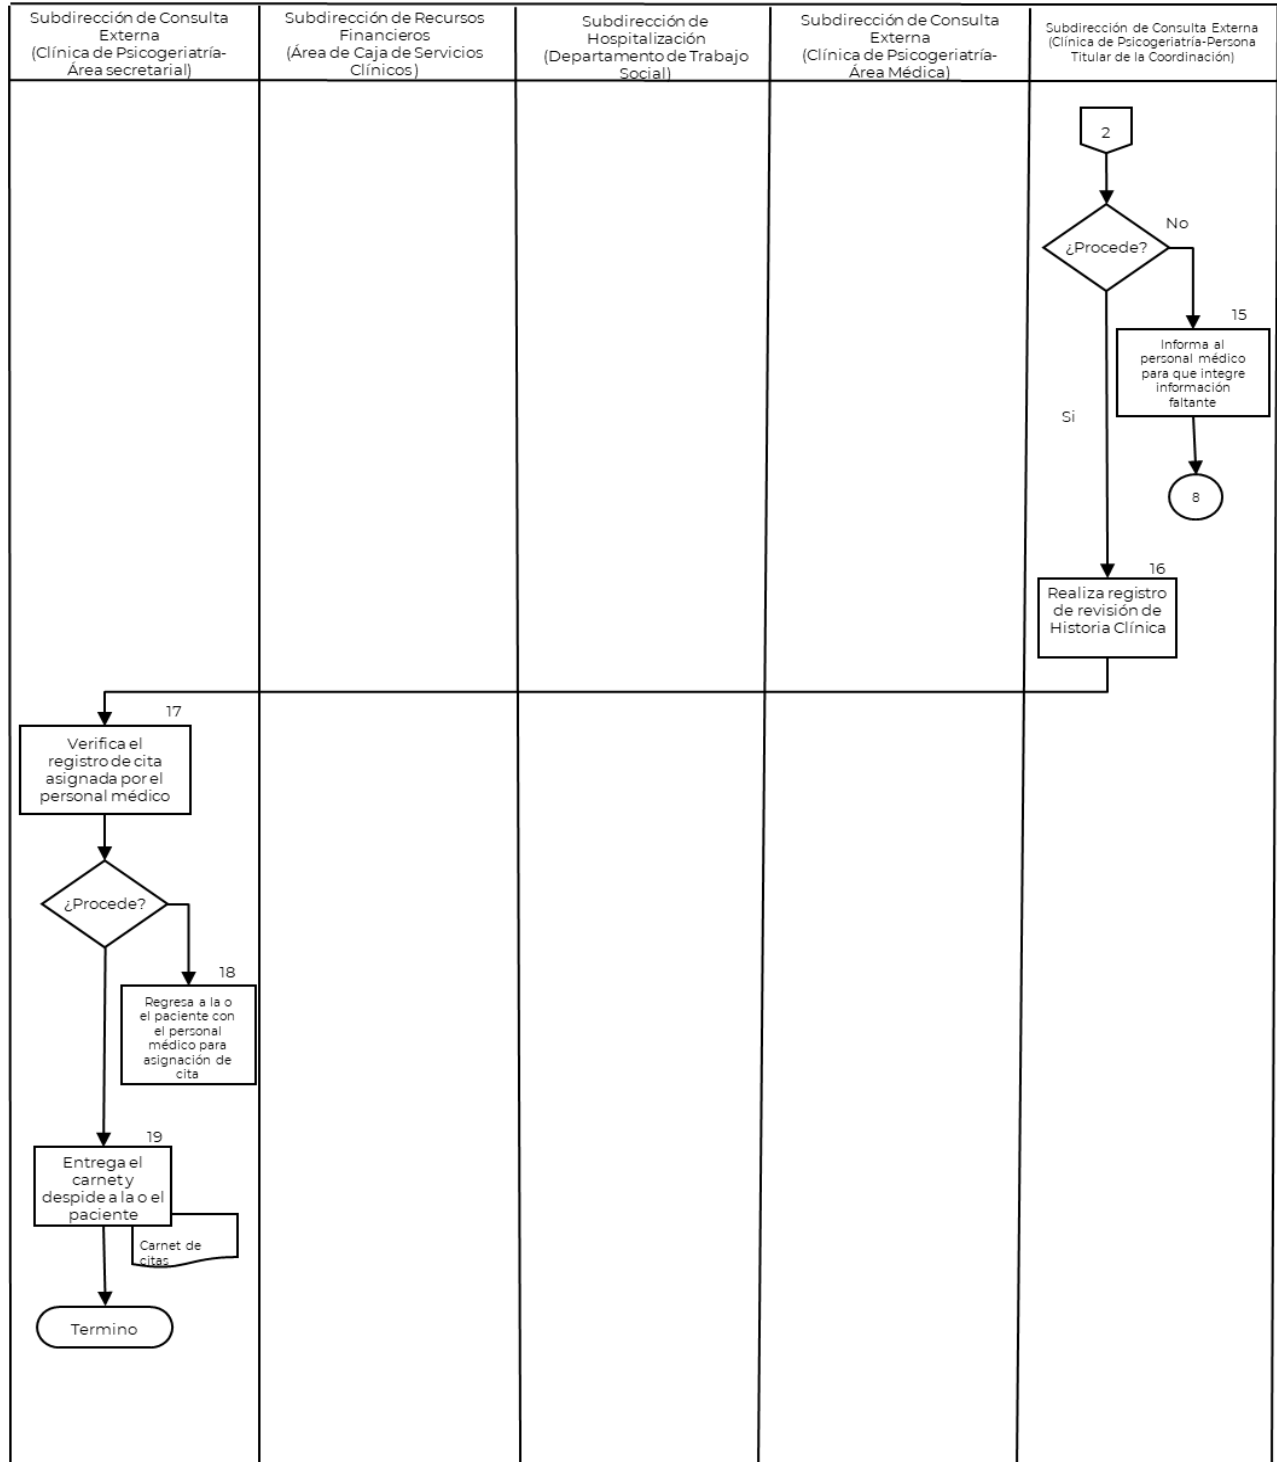 Subdirección de Consulta
Externa
(Clínica de Psicogeriatría-
Área secretarial)
Subdirección de Recursos
Financieros
(Área de Caja de Servicios
Clínicos)
Subdirección de
Hospitalización
(Departamento de Trabajo
Social)
Subdirección de Consulta
Externa
(Clínica de Psicogeriatría-
Área Médica)
Subdirección de Consulta Externa
(Clínica de Psicogeriatría-Persona
Titular de la Coordinación)
2
¿Procede?
No
15
Informa al
personal médico
para que integre
información
faltante
Si
8
16
Realiza registro
de revisión de
Historia Clínica
17
Verifica el
registro de cita
asignada por el
personal médico
¿Procede?
18
Regresa a la o
el paciente con
el personal
médico para
asignación de
cita
19
Entrega el
carnet y
despide a la o el
paciente
Carnet de
citas
Termino